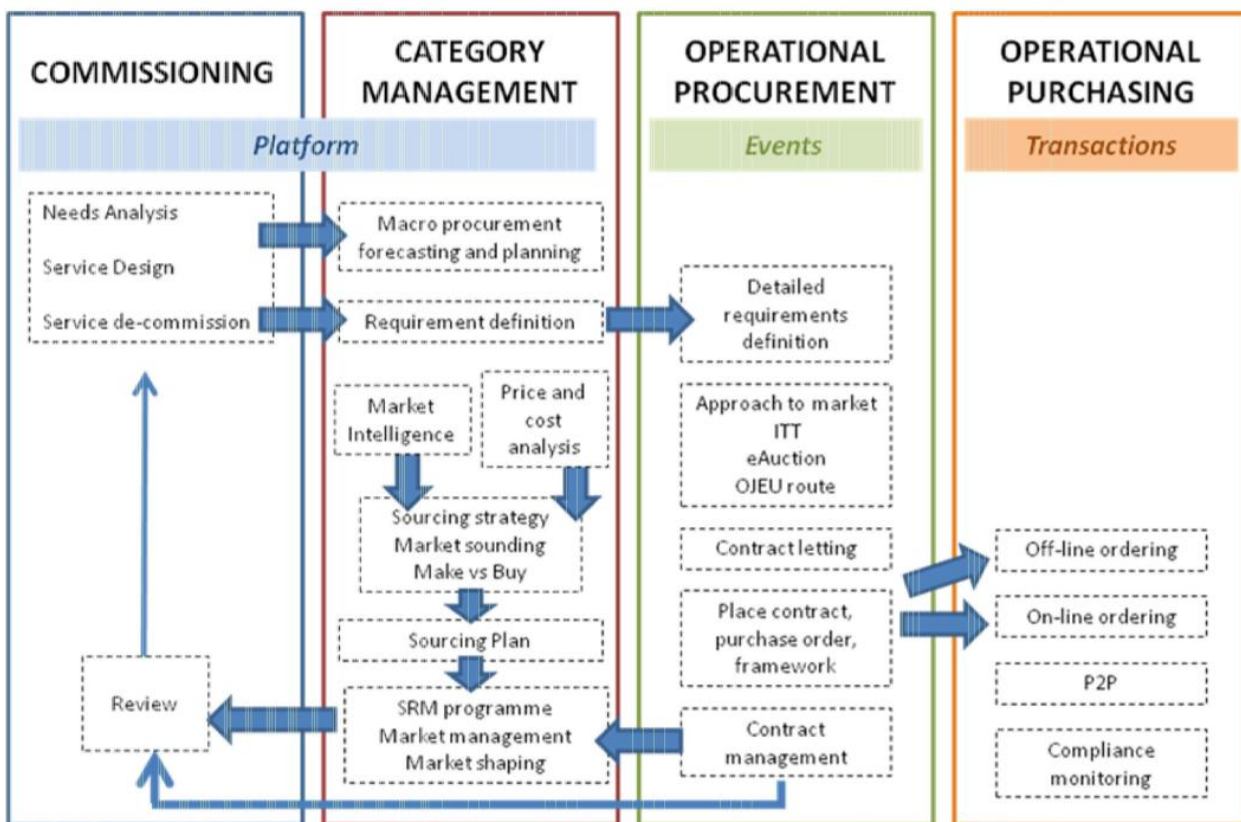 COMMISSIONING
CATEGORY
MANAGEMENT
OPERATIONAL
PROCUREMENT
OPERATIONAL
PURCHASING
Platform
Events
Transactions
Needs Analysis
Service Design
Service de-commission
Review
Macro procurement
forecasting and planning
Requirement definition
Market
Intelligence
Price and
cost
analysis
Sourcing strategy
Market sounding
Make vs Buy
Sourcing Plan
SRM programme
Market management
Market shaping
Detailed
requirements
definition
Approach to market
ITT
eAuction
OJEU route
Contract letting
Place contract,
purchase order,
framework
Contract
management
Off-line ordering
On-line ordering
P2P
Compliance
monitoring